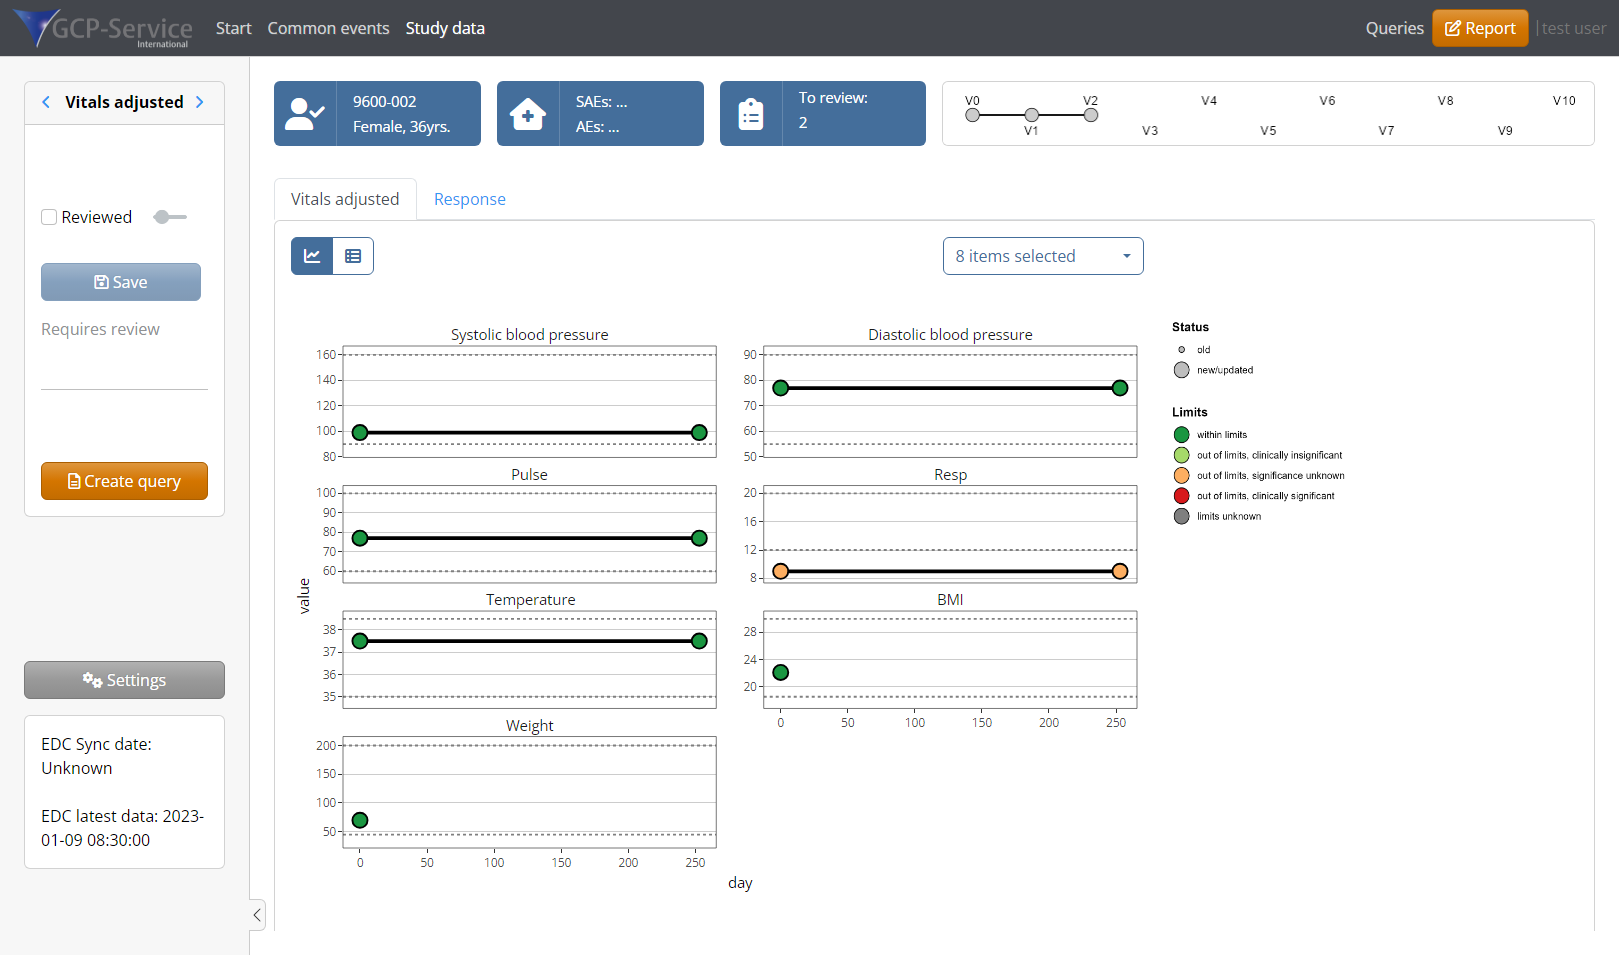 GCP-Service
International
Start
Common events
Study data
Queries
Report
test user
Vitals adjusted
Reviewed
Save
Requires review
Create query
Settings
EDC Sync date:
Unknown
EDC latest data: 2023-
01-09 08:30:00
9600-002
Female, 36yrs.
SAEs: ...
AEs: ...
To review:
2
V0
V2
V4
V6
V8
V10
V1
V3
V5
V7
V9
Vitals adjusted
Response
8 items selected
Systolic blood pressure
160
140
120
100
80
Diastolic blood pressure
90
80
70
60
50
Pulse
100
90
80
70
60
Resp
20
16
12
8
value
Temperature
38
37
36
35
BMI
28
24
20
0 50 100 150 200 250
Weight
200
150
100
50
0 50 100 150 200 250
day
Status
old
new/updated
Limits
within limits
out of limits, clinically insignificant
out of limits, significance unknown
out of limits, clinically significant
limits unknown